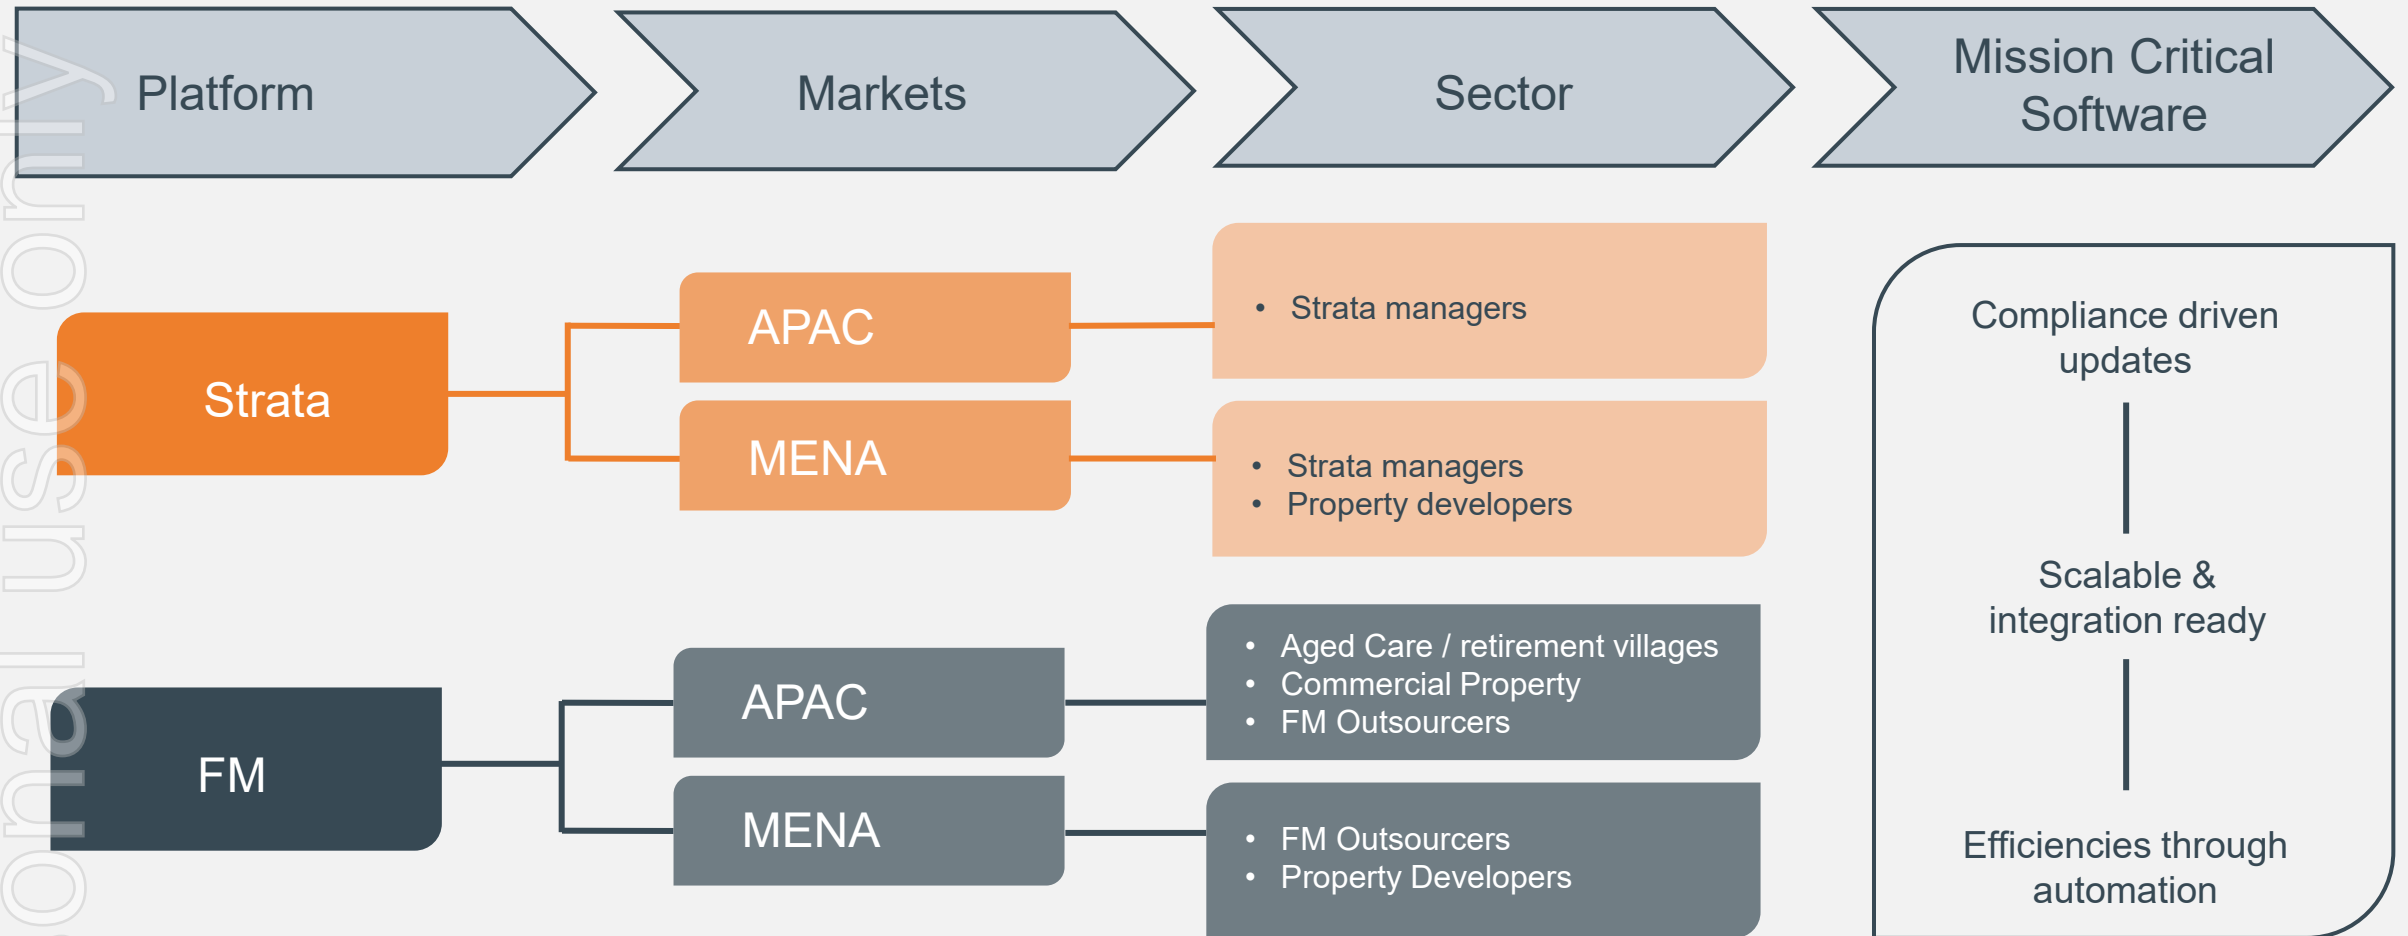 Platform
Markets
Sector
Mission Critical
Software
Strata
APAC
• Strata managers
MENA
• Strata managers
• Property developers
FM
APAC
• Aged Care / retirement villages
• Commercial Property
• FM Outsourcers
MENA
• FM Outsourcers
• Property Developers
Compliance driven
updates
Scalable &
integration ready
Efficiencies through
automation
use only